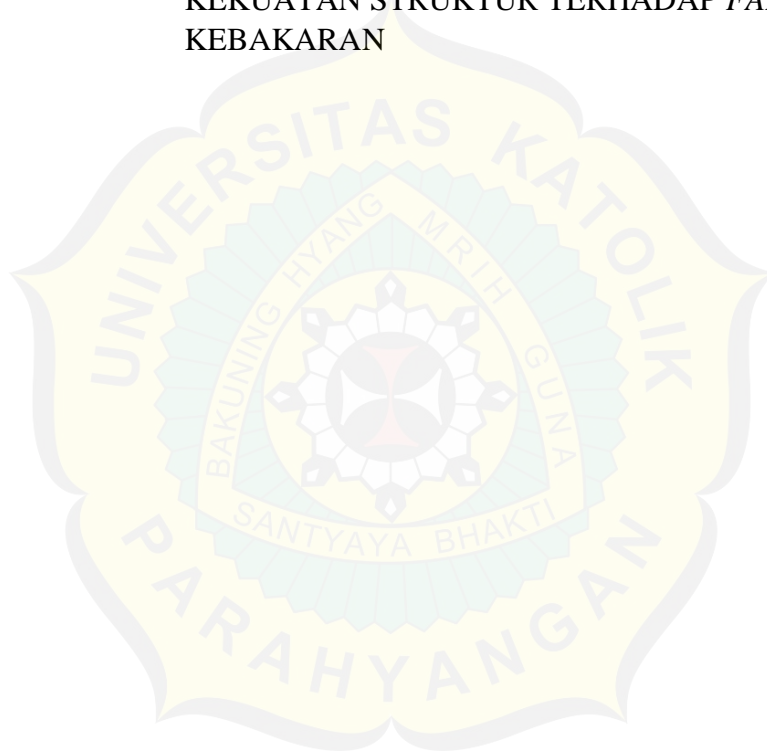 KEKUATAN STRUKTUR TERHADAP
KEBAKARAN
UNIVERSITAS KATOLIK
PARAHYANGAN
BAKUNING HYANG MRIH GUNA
SANTYAYA BHAKTI